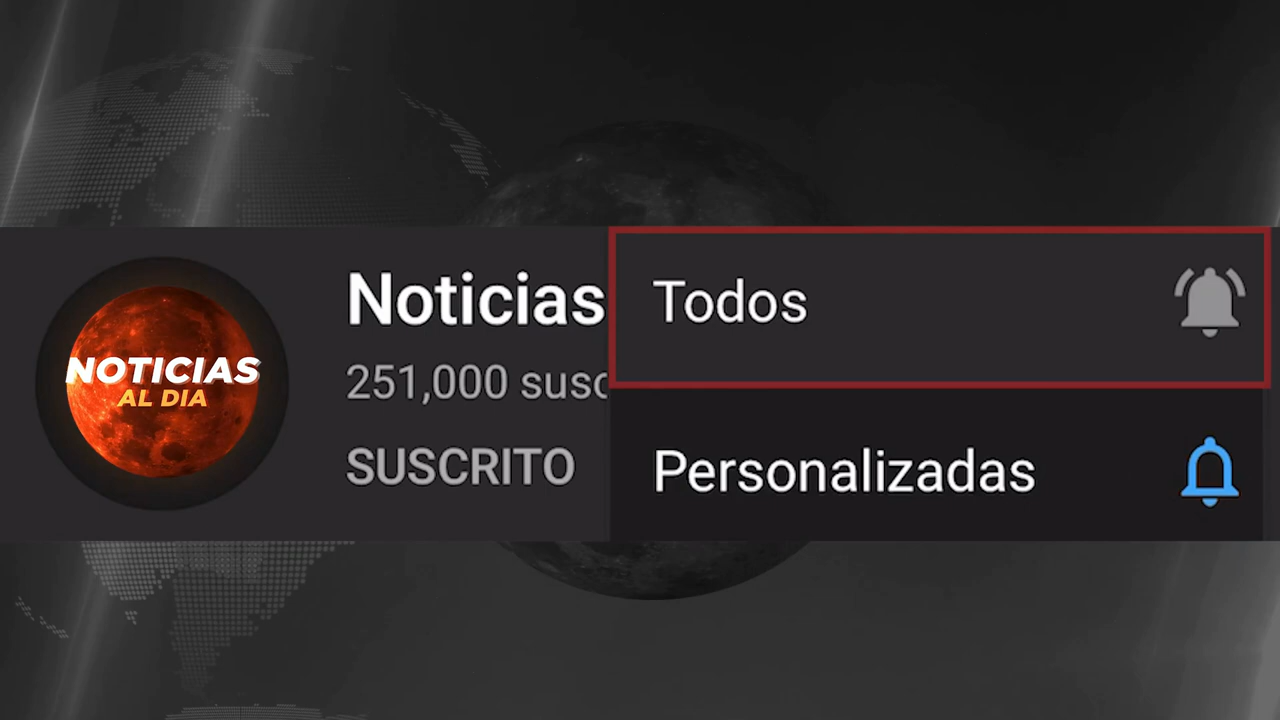 NOTICIAS
AL DIA
Noticias
251,000 susc
SUSCRITO
Todos
Personalizadas